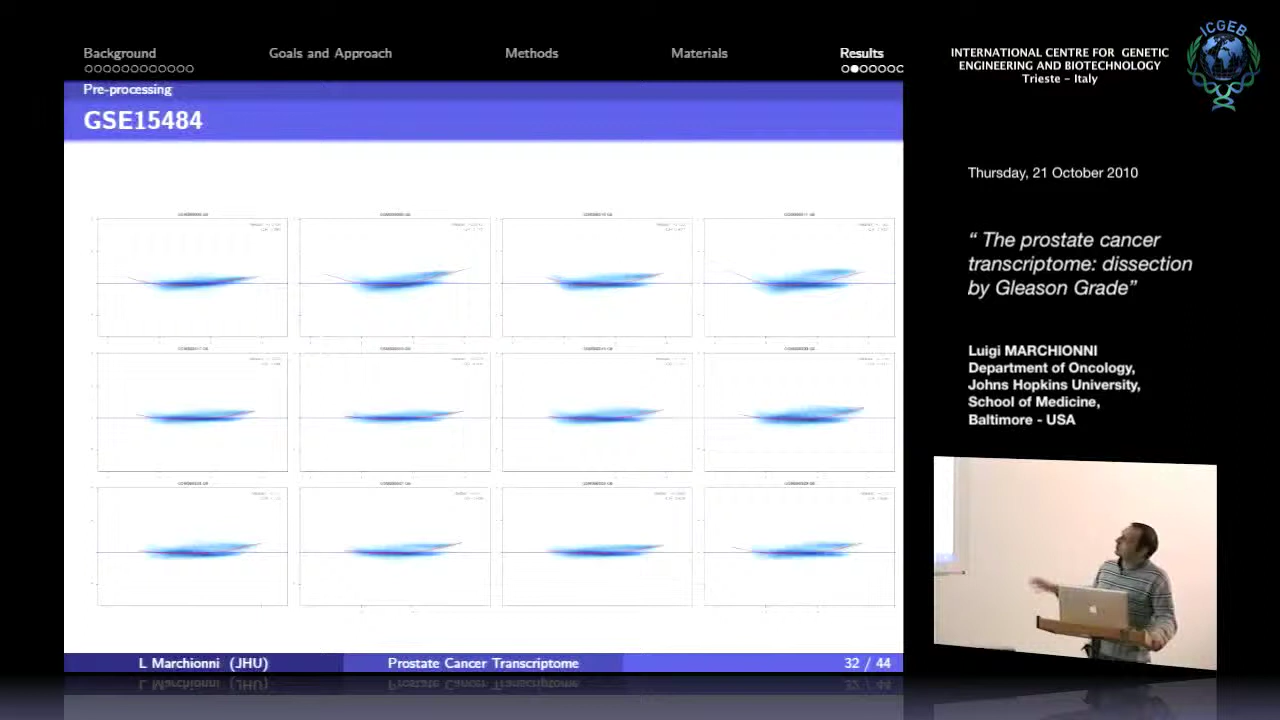 Background
Goals and Approach
Methods
Materials
Results
Pre-processing
GSE15484
L Marchionni (JHU)
Prostate Cancer Transcriptome
32 / 44
INTERNATIONAL CENTRE FOR GENETIC
ENGINEERING AND BIOTECHNOLOGY
Trieste – Italy
ICGEB
Thursday, 21 October 2010
“ The prostate cancer
transcriptome: dissection
by Gleason Grade”
Luigi MARCHIONNI
Department of Oncology,
Johns Hopkins University,
School of Medicine,
Baltimore - USA